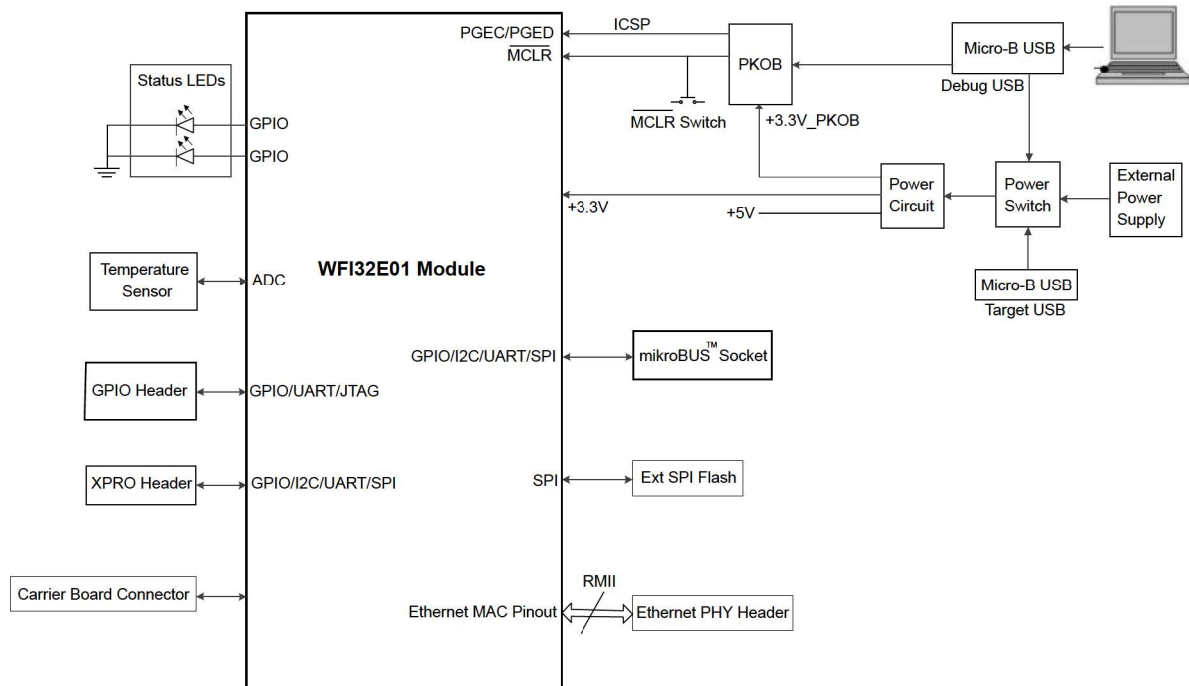 PGEC/PGED
ICSP
MCLR
PKOB
Micro-B USB
Debug USB
Status LEDs
GPIO
GPIO
MCLR Switch
+3.3V_PKOB
+3.3V
+5V
Power
Circuit
Power
Switch
External
Power
Supply
Micro-B USB
Target USB
WFI32E01 Module
Temperature
Sensor
ADC
GPIO/I2C/UART/SPI
mikroBUS™ Socket
GPIO Header
GPIO/UART/JTAG
XPRO Header
GPIO/I2C/UART/SPI
SPI
Ext SPI Flash
Carrier Board Connector
RMII
Ethernet MAC Pinout
Ethernet PHY Header